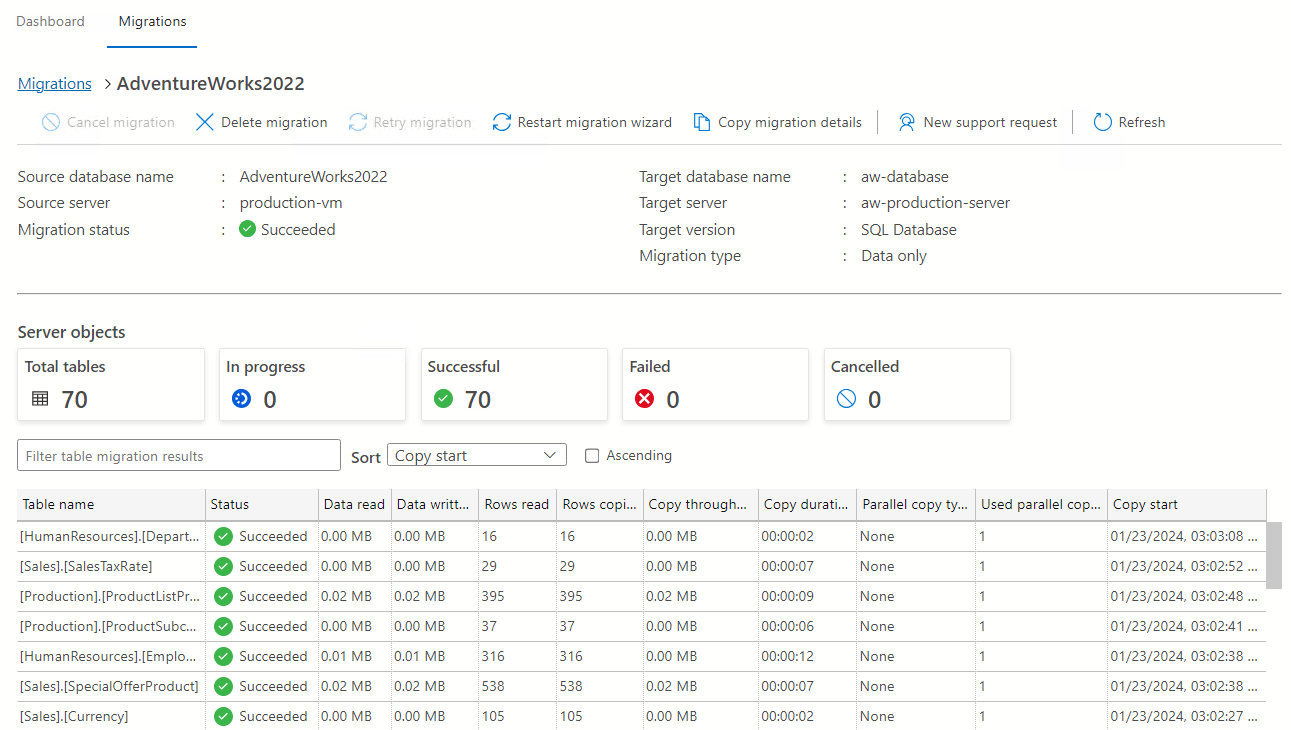 Dashboard Migrations
Migrations > AdventureWorks2022
Cancel migration Delete migration Retry migration Restart migration wizard Copy migration details New support request Refresh
Source database name : AdventureWorks2022 Target database name : aw-database
Source server : production-vm Target server : aw-production-server
Migration status : Succeeded Target version : SQL Database
Migration type : Data only
Server objects
Total tables In progress Successful Failed Cancelled
70 0 70 0 0
Filter table migration results Sort Copy start Ascending
Table name Status Data read Data writt... Rows read Rows copi... Copy through... Copy durati... Parallel copy ty... Used parallel cop... Copy start
[HumanResources].[Depart... Succeeded 0.00 MB 0.00 MB 16 16 0.00 MB 00:00:02 None 1 01/23/2024, 03:03:08 ...
[Sales].[SalesTaxRate] Succeeded 0.00 MB 0.00 MB 29 29 0.00 MB 00:00:07 None 1 01/23/2024, 03:02:52 ...
[Production].[ProductListPr... Succeeded 0.02 MB 0.02 MB 395 395 0.02 MB 00:00:09 None 1 01/23/2024, 03:02:48 ...
[Production].[ProductSubc... Succeeded 0.00 MB 0.00 MB 37 37 0.00 MB 00:00:06 None 1 01/23/2024, 03:02:41 ...
[HumanResources].[Emplo... Succeeded 0.01 MB 0.01 MB 316 316 0.00 MB 00:00:12 None 1 01/23/2024, 03:02:38 ...
[Sales].[SpecialOfferProduct] Succeeded 0.02 MB 0.02 MB 538 538 0.02 MB 00:00:07 None 1 01/23/2024, 03:02:38 ...
[Sales].[Currency] Succeeded 0.00 MB 0.00 MB 105 105 0.00 MB 00:00:02 None 1 01/23/2024, 03:02:27 ...